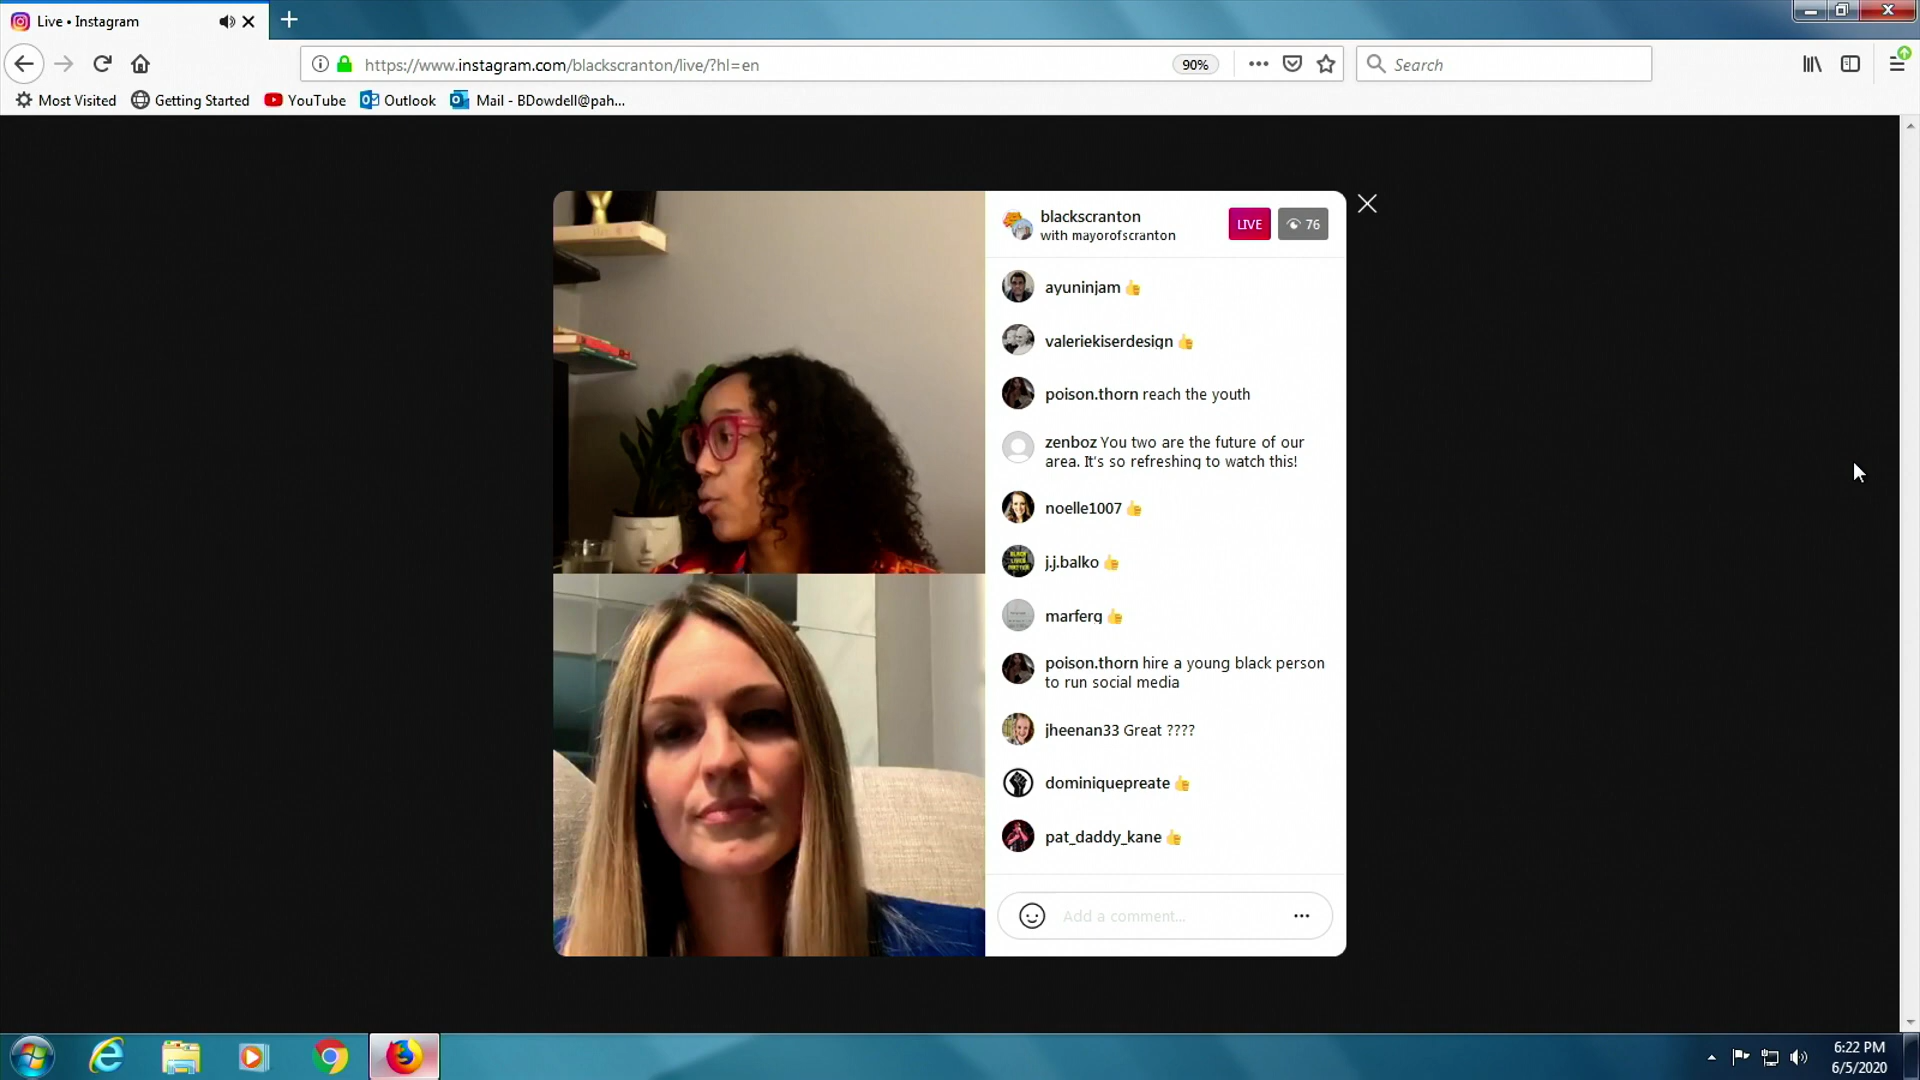 Live • Instagram
https://www.instagram.com/blackscranton/live/?hl=en
90%
Search
Most Visited
Getting Started
YouTube
Outlook
Mail - BDowdell@pah...
blackscranton
with mayorofscranton
LIVE
76
ayuninjam 👍
valeriekiserdesign 👍
poison.thorn reach the youth
zenboz You two are the future of our
area. It's so refreshing to watch this!
noelle1007 👍
j.j.balko 👍
marferg 👍
poison.thorn hire a young black person
to run social media
jheenan33 Great ????
dominiquepreate 👍
pat_daddy_kane 👍
Add a comment...
6:22 PM
6/5/2020